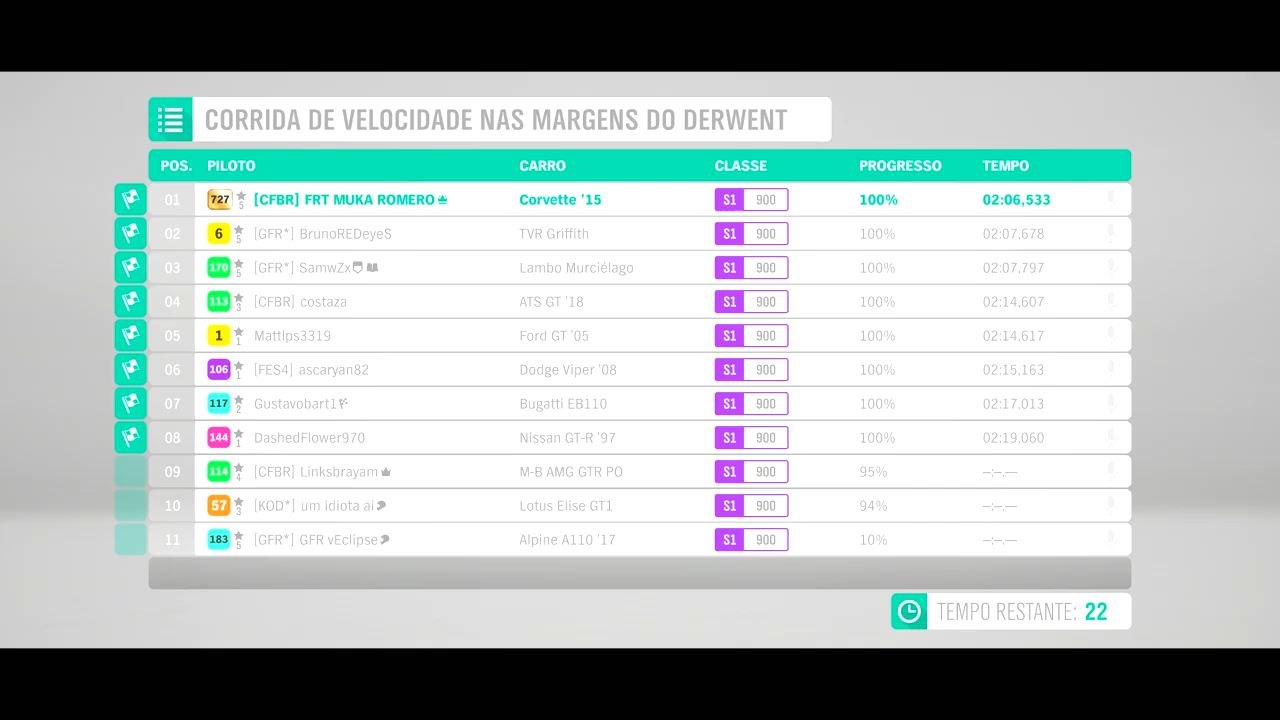 CORRIDA DE VELOCIDADE NAS MARGENS DO DERWENT
POS. PILOTO CARRO CLASSE PROGRESSO TEMPO
01 727 5 [CFBR] FRT MUKA ROMERO Corvette '15 S1 900 100% 02:06,533
02 6 5 [GFR*] BrunoREDeyeS TVR Griffith S1 900 100% 02:07,678
03 170 5 [GFR*] SamwZx Lambo Murciélago S1 900 100% 02:07,797
04 113 3 [CFBR] costaza ATS GT '18 S1 900 100% 02:14,607
05 1 1 Mattlps3319 Ford GT '05 S1 900 100% 02:14,617
06 106 1 [FES4] ascaryan82 Dodge Viper '08 S1 900 100% 02:15,163
07 117 2 Gustavobart1 Bugatti EB110 S1 900 100% 02:17,013
08 144 1 DashedFlower970 Nissan GT-R '97 S1 900 100% 02:19,060
09 114 4 [CFBR] Linksbrayam M-B AMG GTR PO S1 900 95% --:--.---
10 57 3 [KOD*] um idiota ai Lotus Elise GT1 S1 900 94% --:--.---
11 183 5 [GFR*] GFR vEclipse Alpine A110 '17 S1 900 10% --:--.---
TEMPO RESTANTE: 22